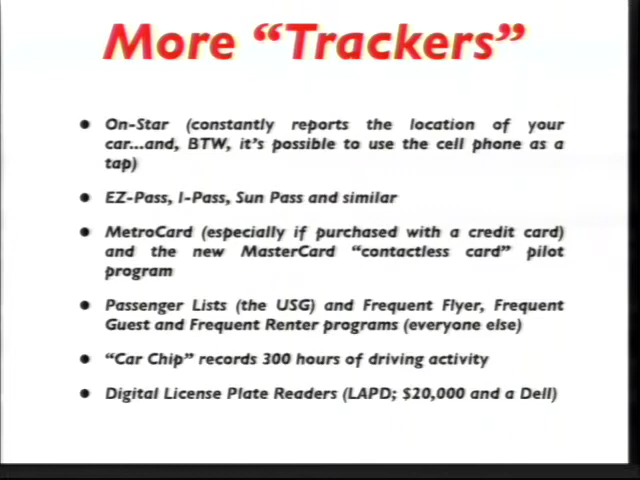 More “Trackers”
• On-Star (constantly reports the location of your
car...and, BTW, it's possible to use the cell phone as a
tap)
• EZ-Pass, I-Pass, Sun Pass and similar
• MetroCard (especially if purchased with a credit card)
and the new MasterCard “contactless card” pilot
program
• Passenger Lists (the USG) and Frequent Flyer, Frequent
Guest and Frequent Renter programs (everyone else)
• “Car Chip” records 300 hours of driving activity
• Digital License Plate Readers (LAPD; $20,000 and a Dell)